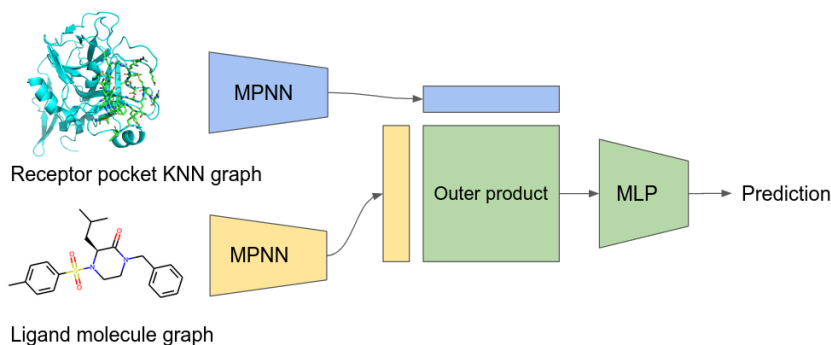 MPNN
Receptor pocket KNN graph
Outer product
MLP
Prediction
MPNN
O
O
S
O
N
N
Ligand molecule graph